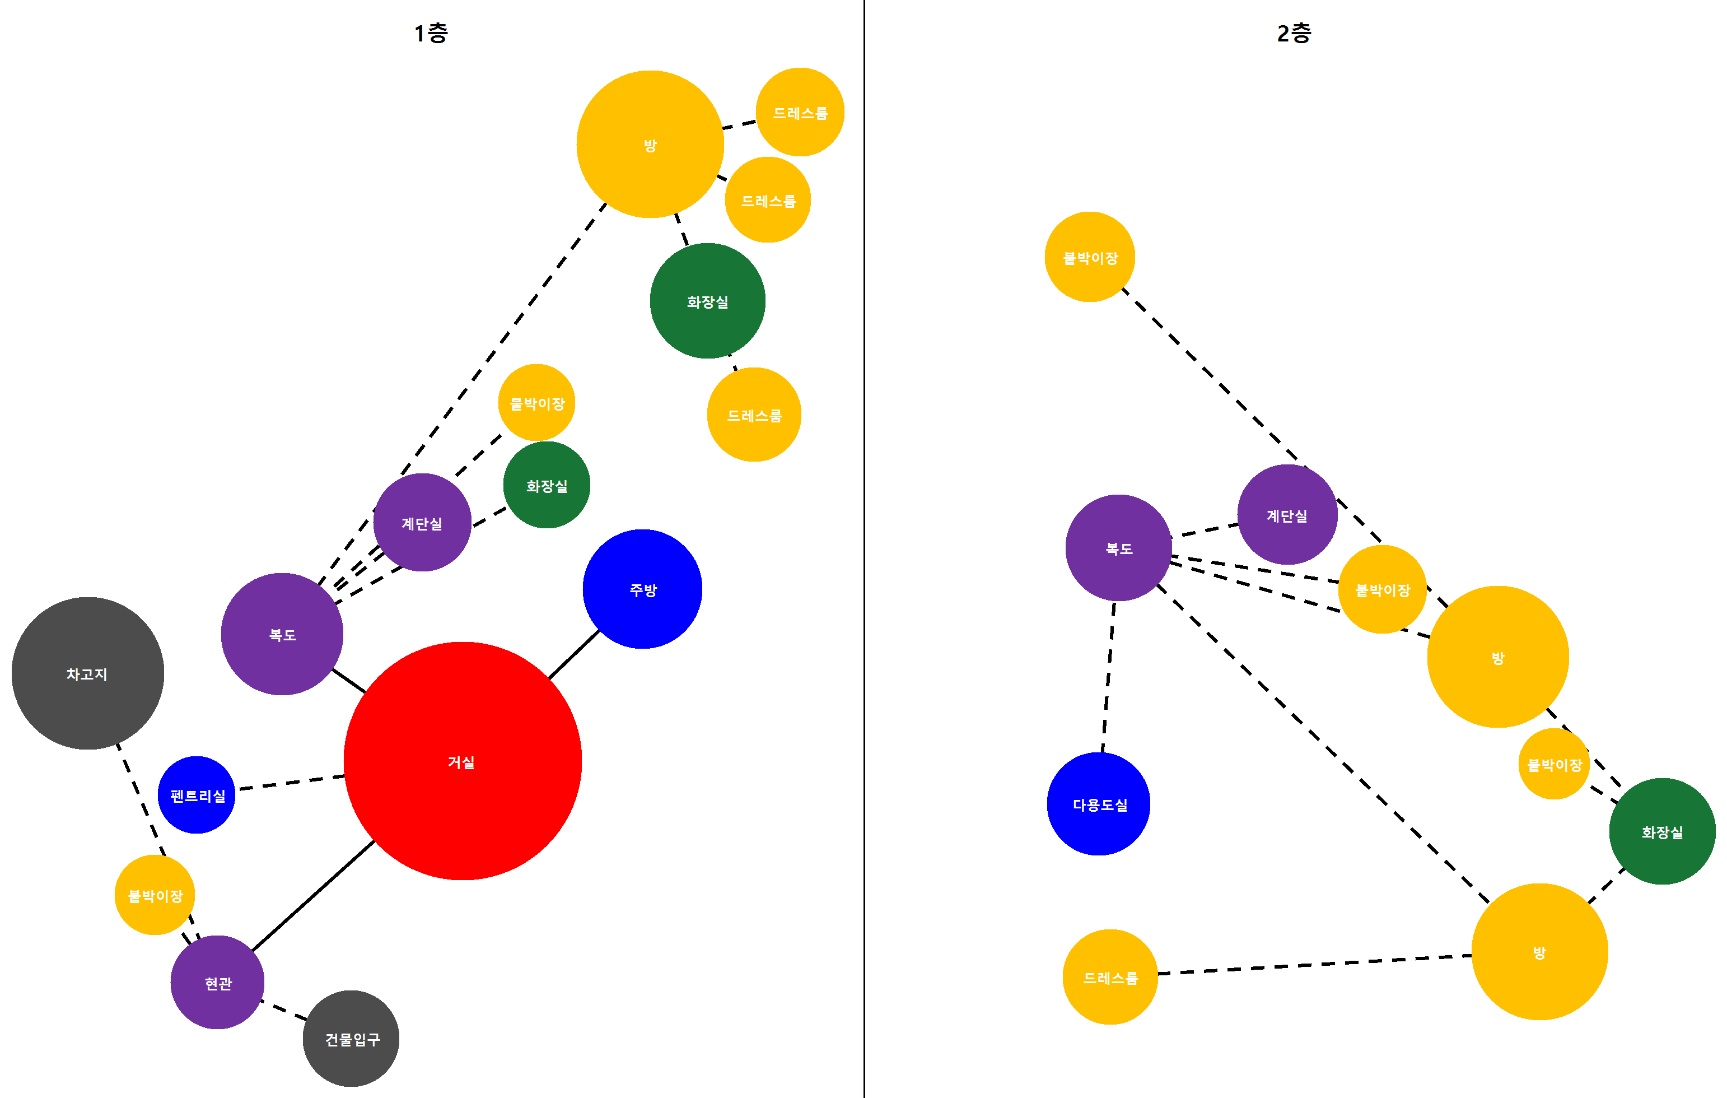 1층
드레스룸
방
드레스룸
화장실
붙박이장
드레스룸
화장실
계단실
주방
복도
차고지
거실
펜트리실
붙박이장
현관
건물입구
2층
붙박이장
계단실
복도
붙박이장
방
붙박이장
다용도실
화장실
방
드레스룸